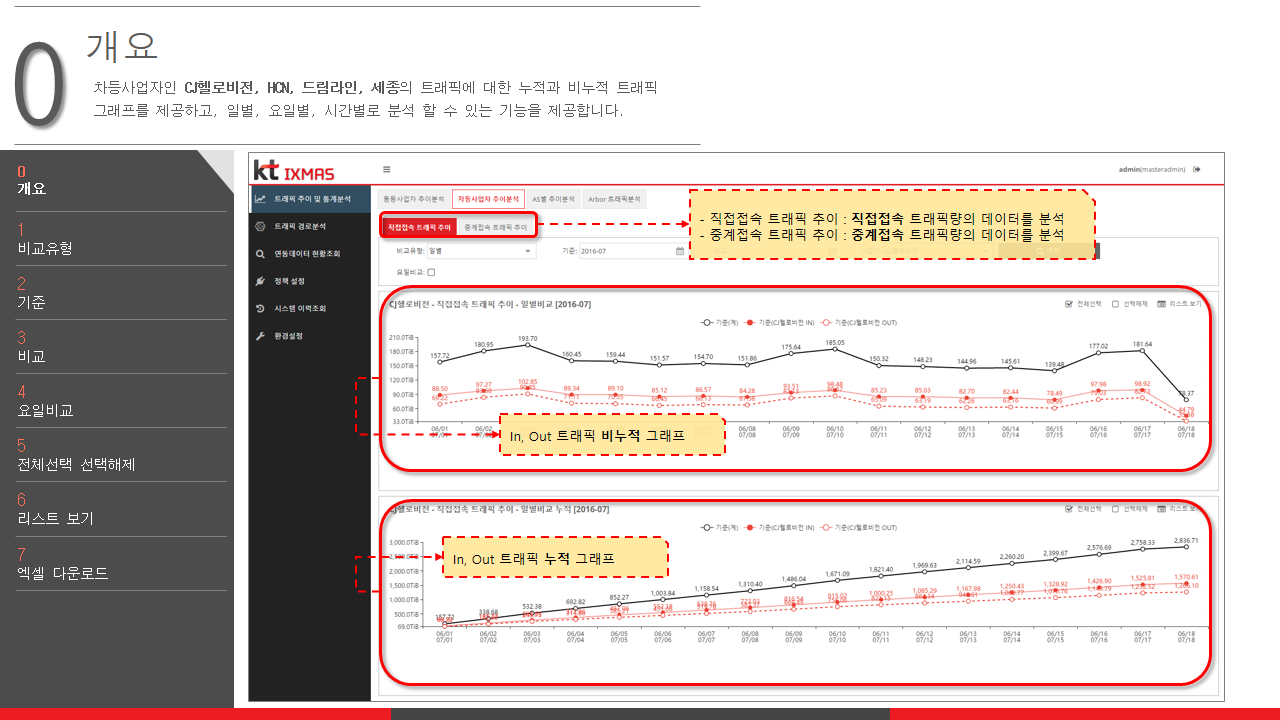 0
개요
차등사업자인 CJ헬로비전, HCN, 드림라인, 세종의 트래픽에 대한 누적과 비누적 트래픽
그래프를 제공하고, 일별, 요일별, 시간별로 분석 할 수 있는 기능을 제공합니다.
0
개요
1
비교유형
2
기준
3
비교
4
요일비교
5
전체선택 선택해제
6
리스트 보기
7
엑셀 다운로드
kt IXMAS
admin(masteradmin)
트래픽 추이 및 통계분석
트래픽 경로분석
연동데이터 현황조회
정책 설정
시스템 이력조회
환경설정
동등사업자 추이분석 차등사업자 추이분석 AS별 추이분석 Arbor 트래픽분석
직접접속 트래픽 추이 중계접속 트래픽 추이
- 직접접속 트래픽 추이 : 직접접속 트래픽량의 데이터를 분석
- 중계접속 트래픽 추이 : 중계접속 트래픽량의 데이터를 분석
비교유형: 일별 기준: 2016-07
요일비교:
CJ헬로비전 - 직접접속 트래픽 추이 - 일별비교 [2016-07]
전체선택 선택해제 리스트 보기
기준(계) 기준(CJ헬로비전 IN) 기준(CJ헬로비전 OUT)
210.0TiB
180.0TiB
150.0TiB
120.0TiB
90.0TiB
60.0TiB
33.0TiB
157.72 180.95 193.70 160.45 159.44 151.57 154.70 151.86 175.64 185.05 150.32 148.23 144.96 145.61 139.48 177.02 181.64 78.37
88.50 97.27 102.85 89.34 89.10 85.12 86.57 84.28 93.51 98.48 85.23 85.03 82.70 82.44 78.49 97.98 98.92 44.79
06/01 06/02 06/08 06/09 06/10 06/11 06/12 06/13 06/14 06/15 06/16 06/17 06/18
07/01 07/08 07/09 07/10 07/11 07/12 07/13 07/14 07/15 07/16 07/17 07/18
In, Out 트래픽 비누적 그래프
CJ헬로비전 - 직접접속 트래픽 추이 - 일별비교 누적 [2016-07]
전체선택 선택해제 리스트 보기
기준(계) 기준(CJ헬로비전 IN) 기준(CJ헬로비전 OUT)
3,000.0TiB
2,500.0TiB
2,000.0TiB
1,500.0TiB
1,000.0TiB
500.0TiB
69.0TiB
In, Out 트래픽 누적 그래프
157.72 338.68 532.38 692.82 852.27 1,003.84 1,158.54 1,310.40 1,486.04 1,671.09 1,821.40 1,969.63 2,114.59 2,260.20 2,399.67 2,576.69 2,758.33 2,836.71
1,000.25 1,085.29 1,167.98 1,250.43 1,328.92 1,426.90 1,525.81 1,570.61
06/01 06/02 06/03 06/04 06/05 06/06 06/07 06/08 06/09 06/10 06/11 06/12 06/13 06/14 06/15 06/16 06/17 06/18
07/01 07/02 07/03 07/04 07/05 07/06 07/07 07/08 07/09 07/10 07/11 07/12 07/13 07/14 07/15 07/16 07/17 07/18